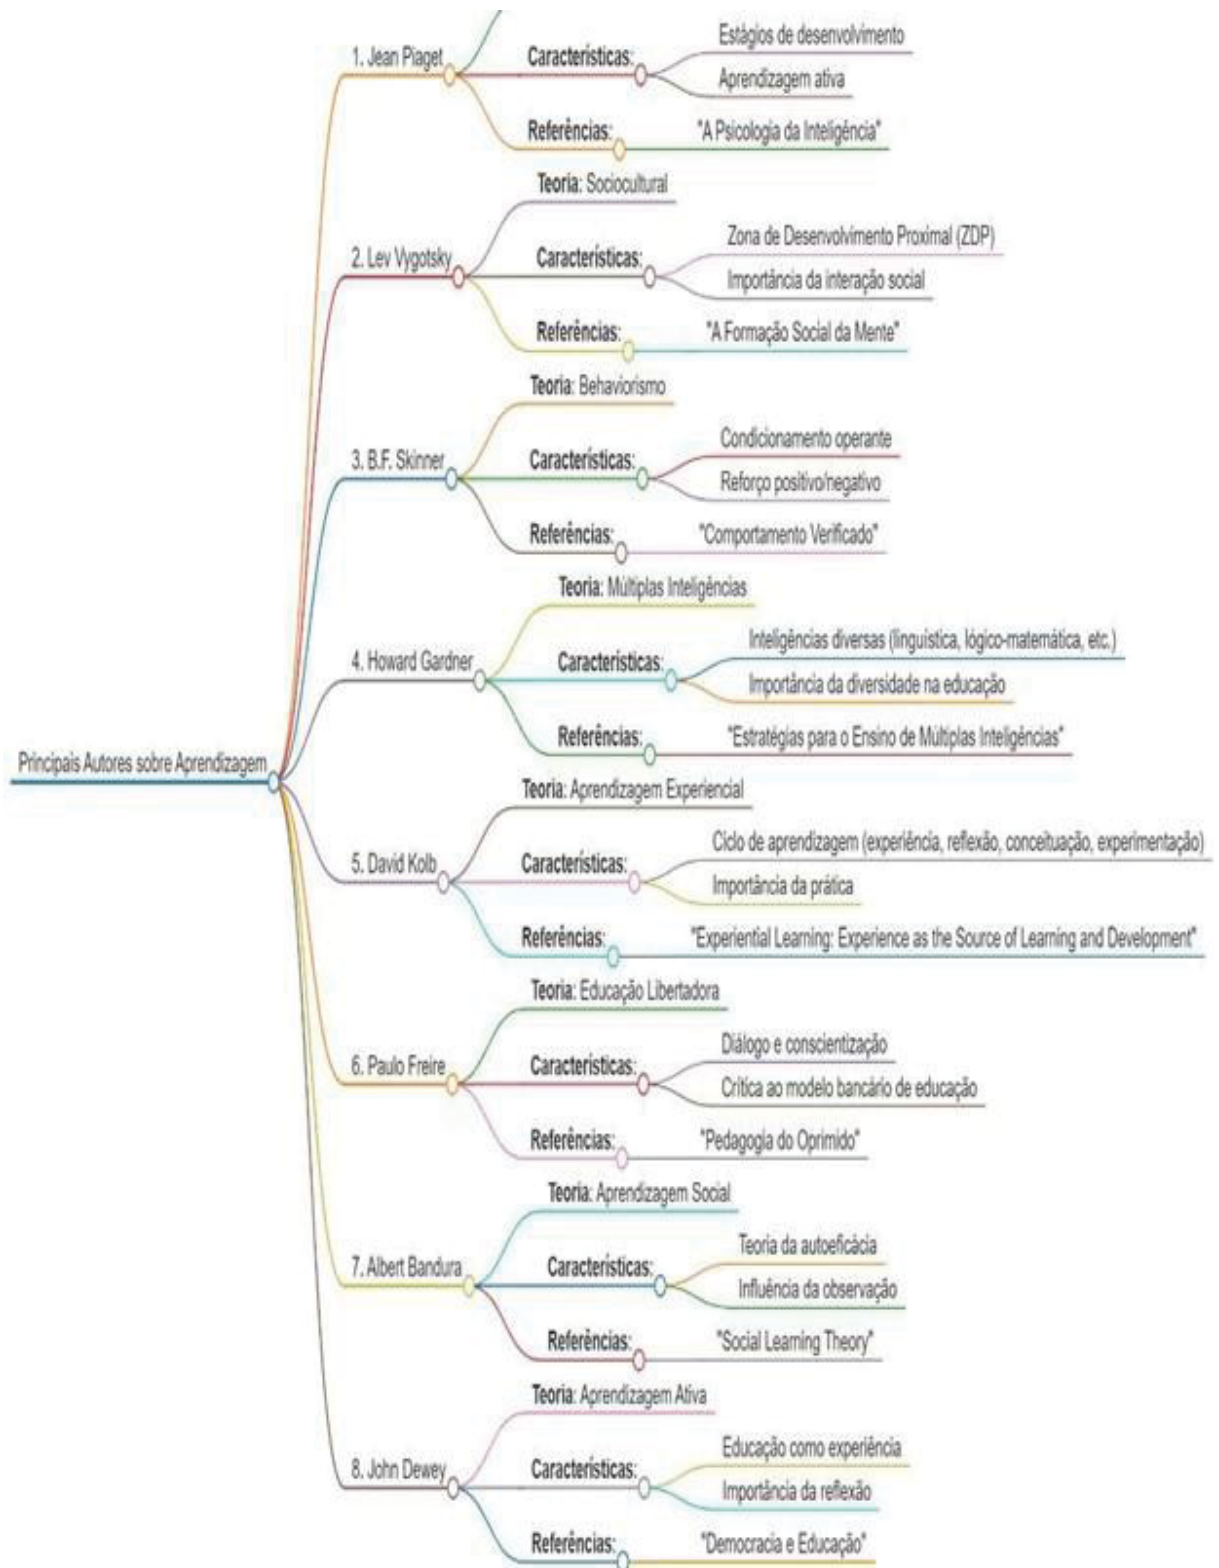 Principais Autores sobre Aprendizagem
1. Jean Piaget
Características:
Estágios de desenvolvimento
Aprendizagem ativa
Referências:
"A Psicologia da Inteligência"
2. Lev Vygotsky
Teoria: Sociocultural
Características:
Zona de Desenvolvimento Proximal (ZDP)
Importância da interação social
Referências:
"A Formação Social da Mente"
3. B.F. Skinner
Teoria: Behaviorismo
Características:
Condicionamento operante
Reforço positivo/negativo
Referências:
"Comportamento Verificado"
4. Howard Gardner
Teoria: Múltiplas Inteligências
Características:
Inteligências diversas (linguística, lógico-matemática, etc.)
Importância da diversidade na educação
Referências:
"Estratégias para o Ensino de Múltiplas Inteligências"
5. David Kolb
Teoria: Aprendizagem Experiencial
Características:
Ciclo de aprendizagem (experiência, reflexão, conceituação, experimentação)
Importância da prática
Referências:
"Experiential Learning: Experience as the Source of Learning and Development"
6. Paulo Freire
Teoria: Educação Libertadora
Características:
Diálogo e conscientização
Crítica ao modelo bancário de educação
Referências:
"Pedagogia do Oprimido"
7. Albert Bandura
Teoria: Aprendizagem Social
Características:
Teoria da autoeficácia
Influência da observação
Referências:
"Social Learning Theory"
8. John Dewey
Teoria: Aprendizagem Ativa
Características:
Educação como experiência
Importância da reflexão
Referências:
"Democracia e Educação"